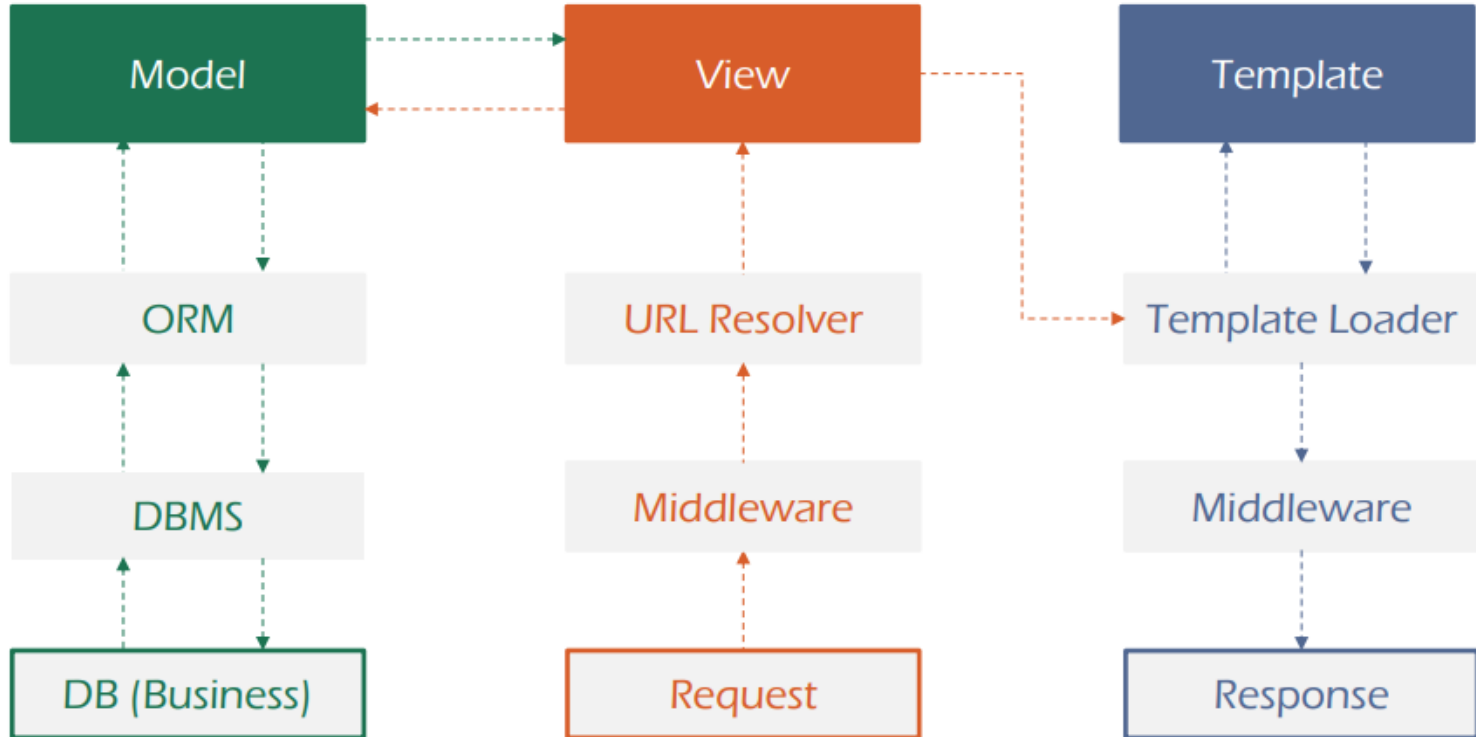 Model
View
Template
ORM
URL Resolver
Template Loader
DBMS
Middleware
Middleware
DB (Business)
Request
Response